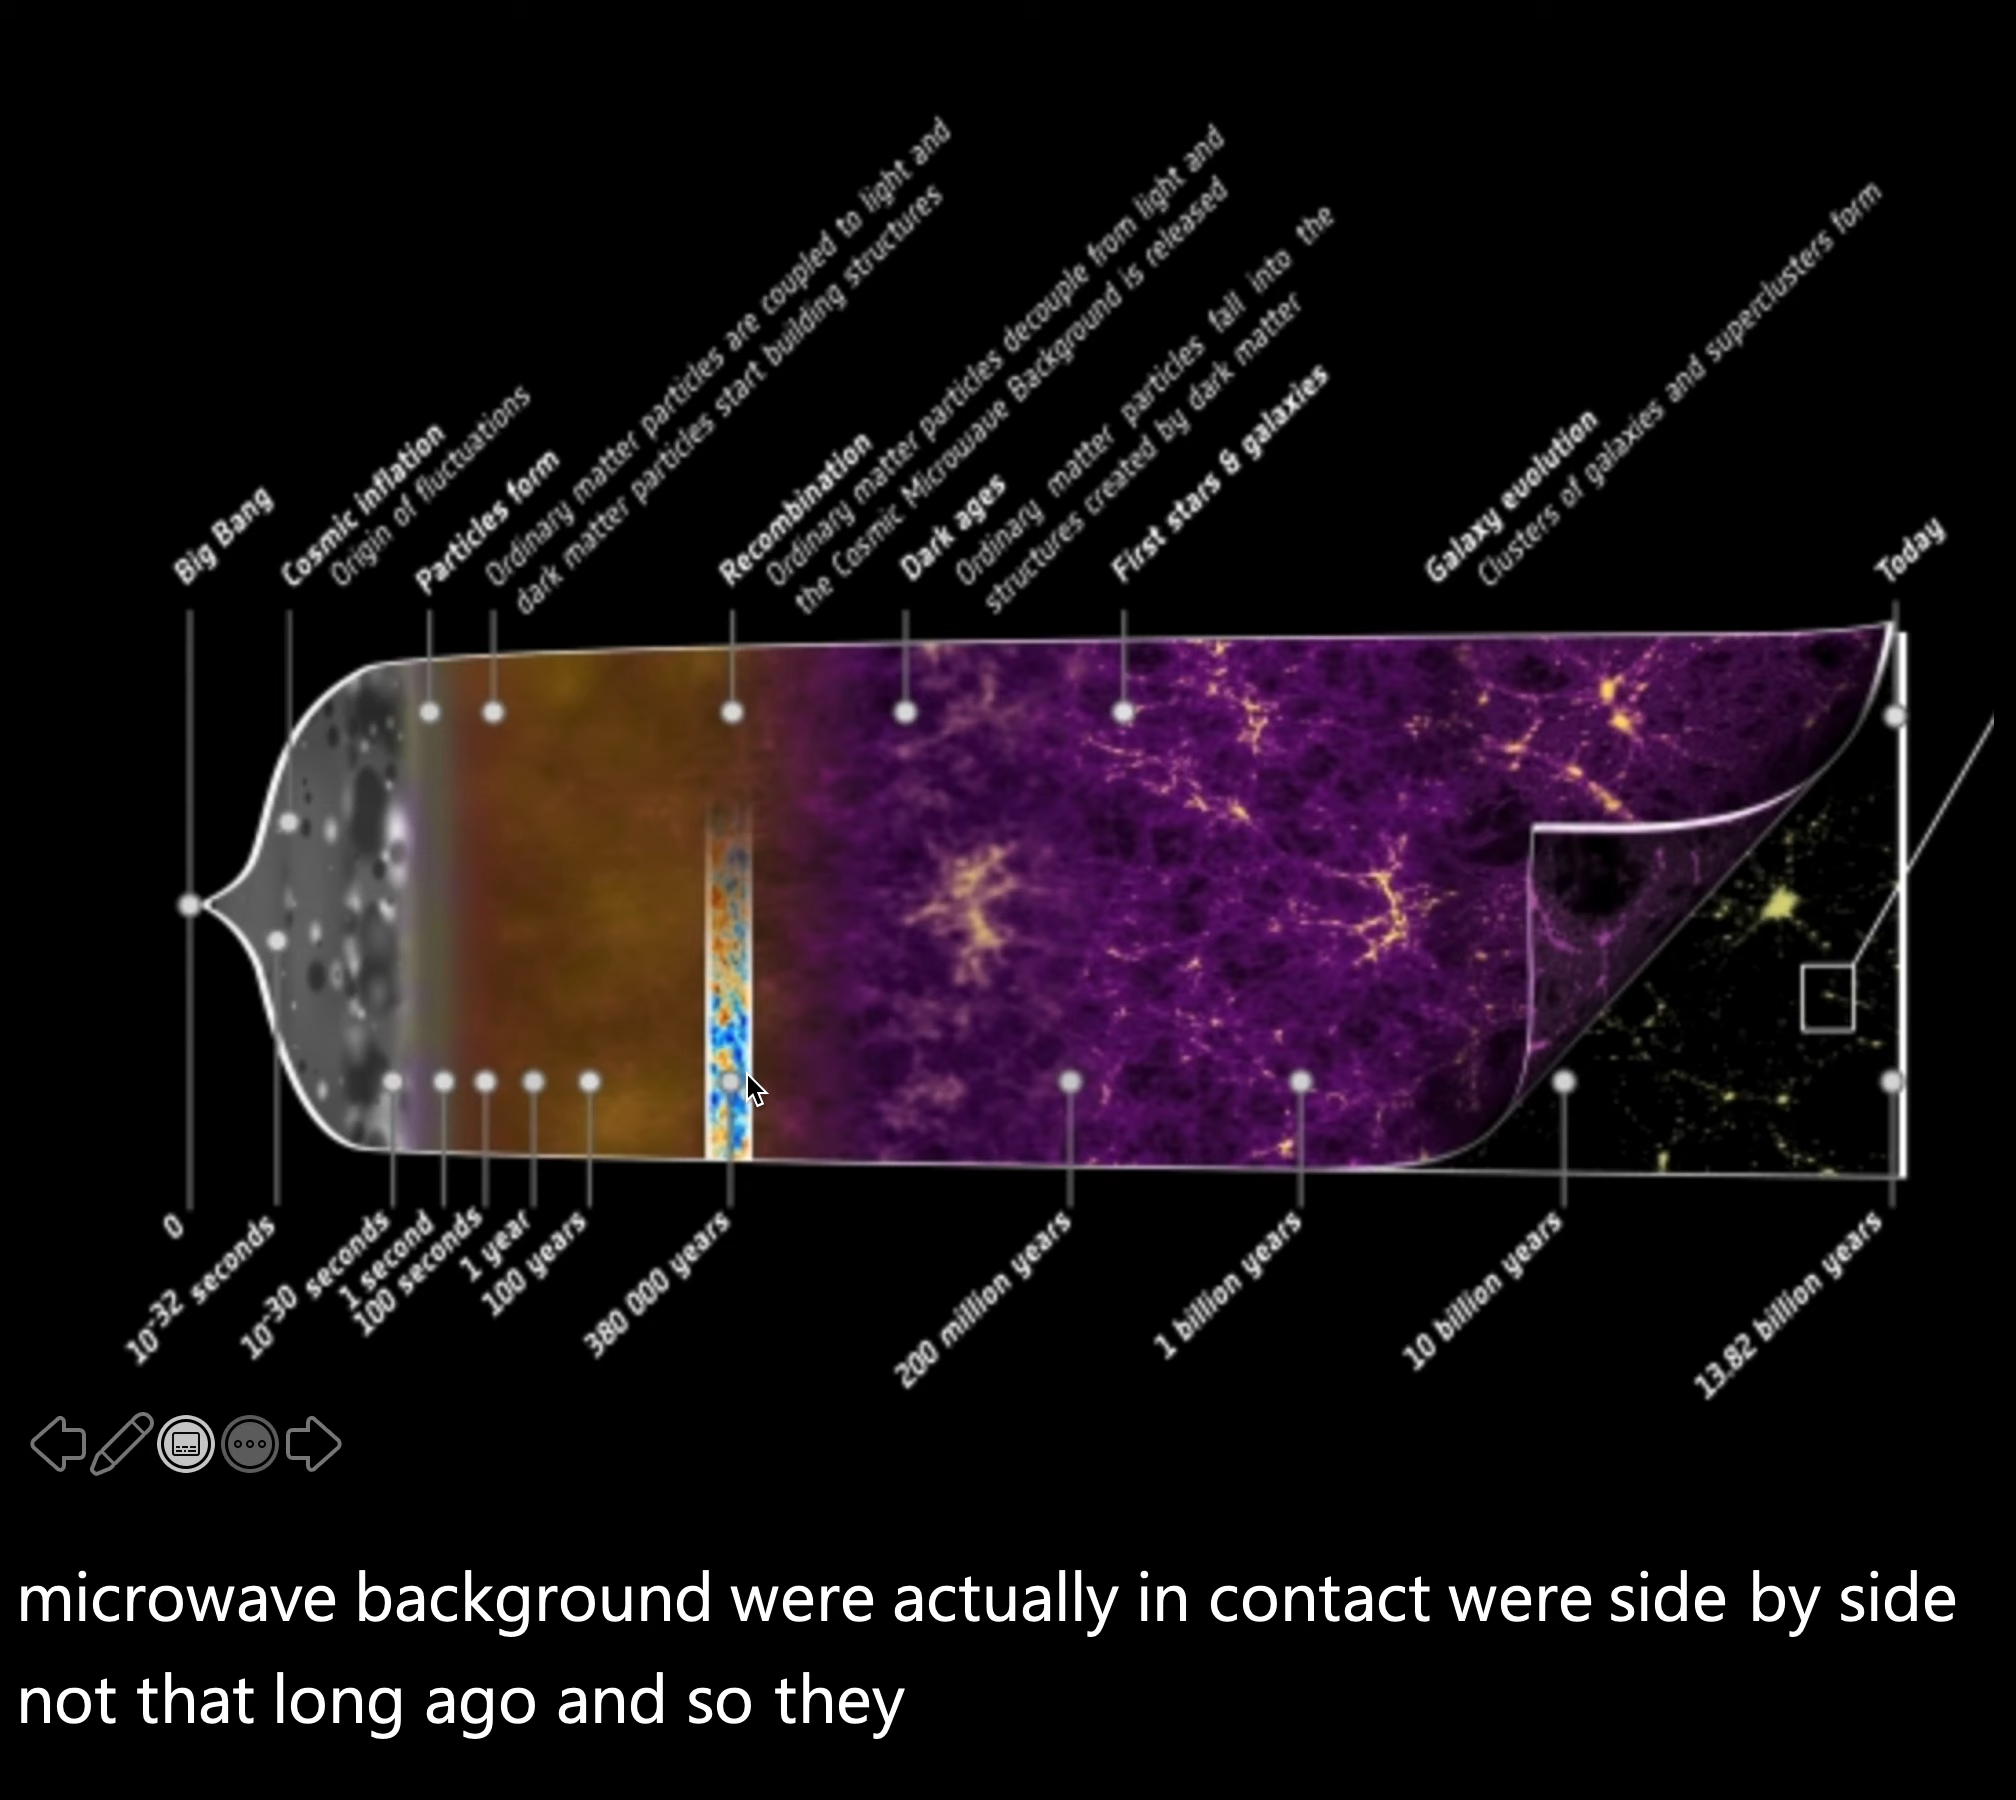 Big Bang
Cosmic inflation
Origin of fluctuations
Particles form
Ordinary matter particles are coupled to light and
dark matter particles start building structures
Recombination
Ordinary matter particles decouple from light and
the Cosmic Microwave Background is released
Dark ages
Ordinary matter particles fall into the
structures created by dark matter
First stars & galaxies
Galaxy evolution
Clusters of galaxies and superclusters form
Today
0
10⁻³² seconds
10⁻³⁰ seconds
1 second
100 seconds
1 year
100 years
380 000 years
200 million years
1 billion years
10 billion years
13.82 billion years
microwave background were actually in contact were side by side
not that long ago and so they